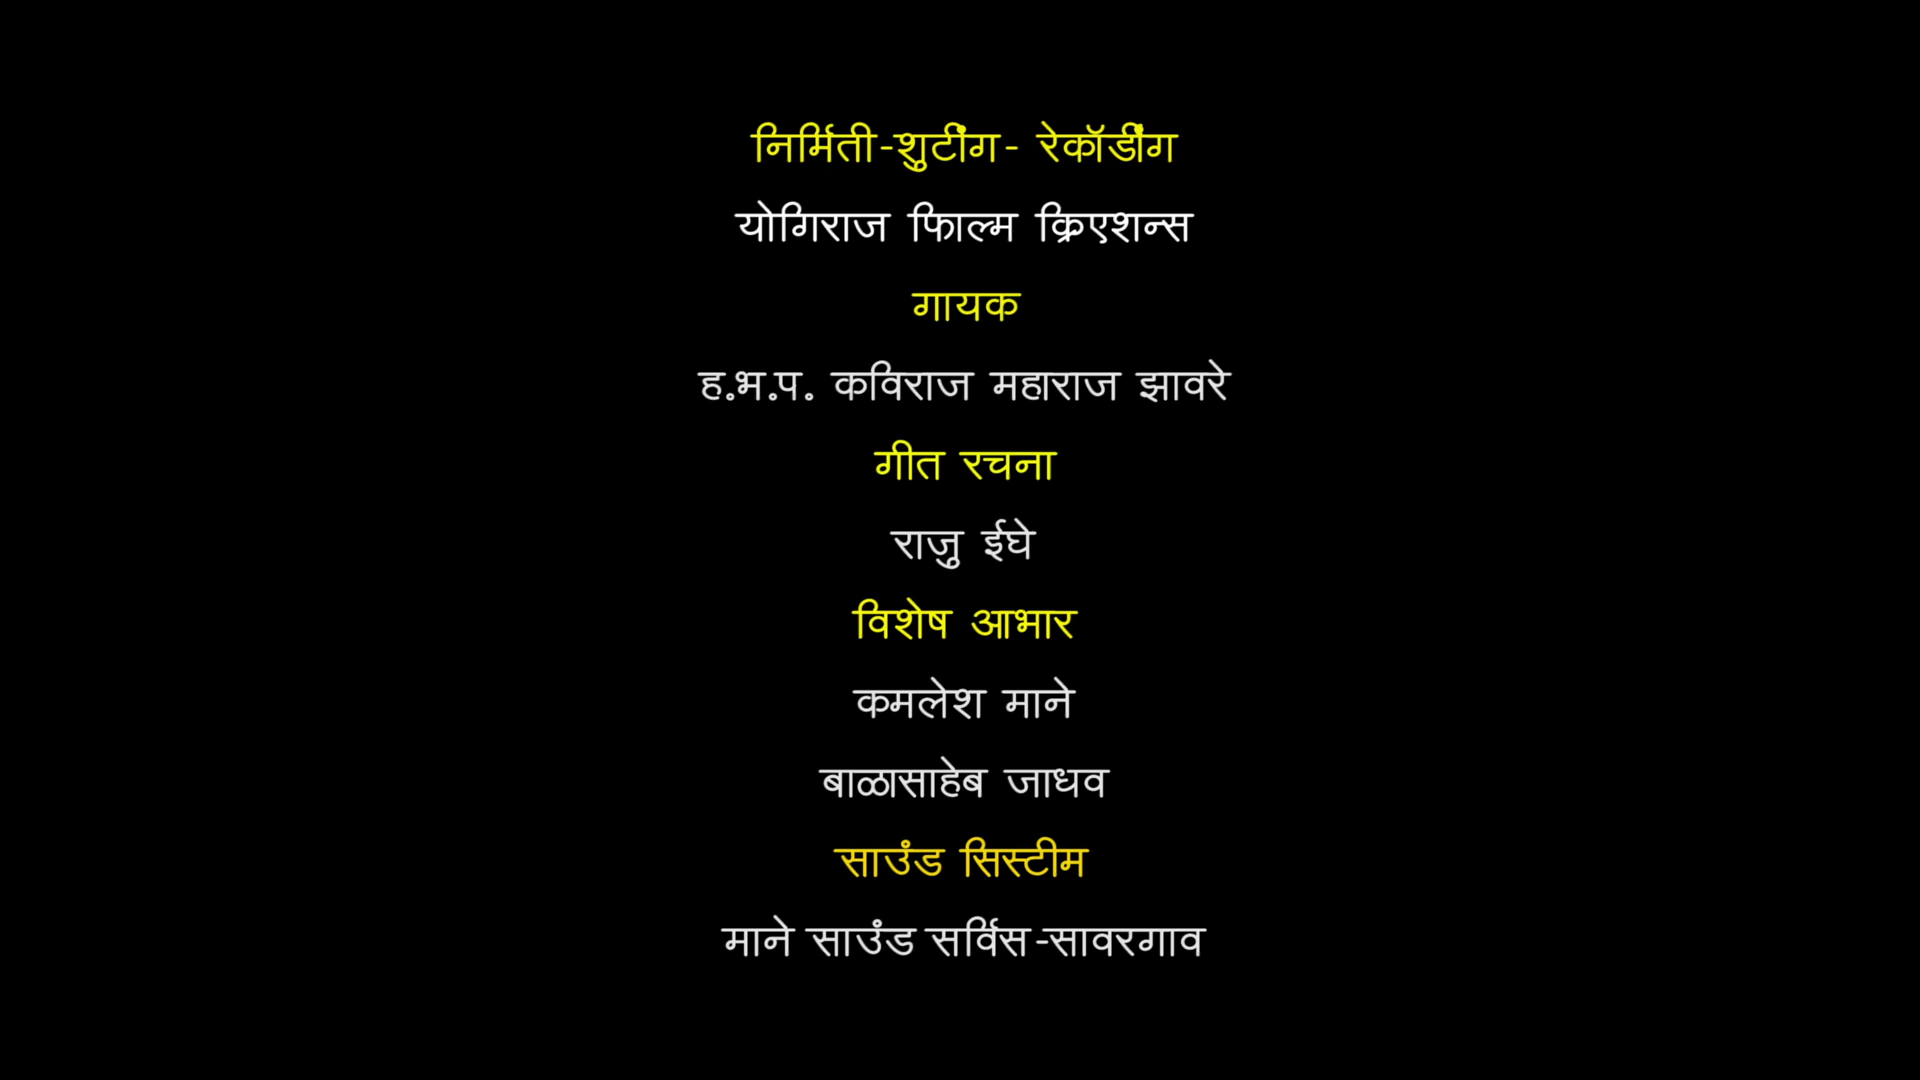 निर्मिती-शुटींग- रेकॉर्डींग
योगिराज फिाल्म क्रिएशन्स
गायक
ह.भ.प. कविराज महाराज झावरे
गीत रचना
राजु ईघे
विशेष आभार
कमलेश माने
बाळासाहेब जाधव
साउंड सिस्टीम
माने साउंड सर्विस-सावरगाव